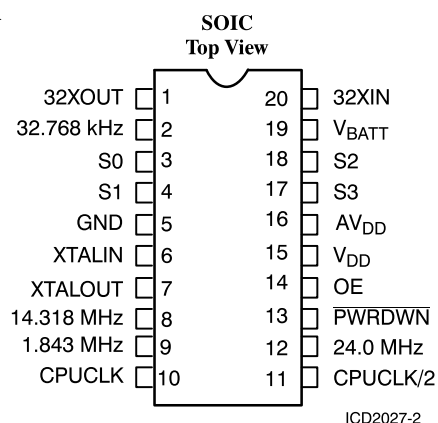 SOIC
Top View
32XOUT 1 20 32XIN
32.768 kHz 2 19 VBATT
S0 3 18 S2
S1 4 17 S3
GND 5 16 AVDD
XTALIN 6 15 VDD
XTALOUT 7 14 OE
14.318 MHz 8 13 PWRDWN
1.843 MHz 9 12 24.0 MHz
CPUCLK 10 11 CPUCLK/2
ICD2027-2